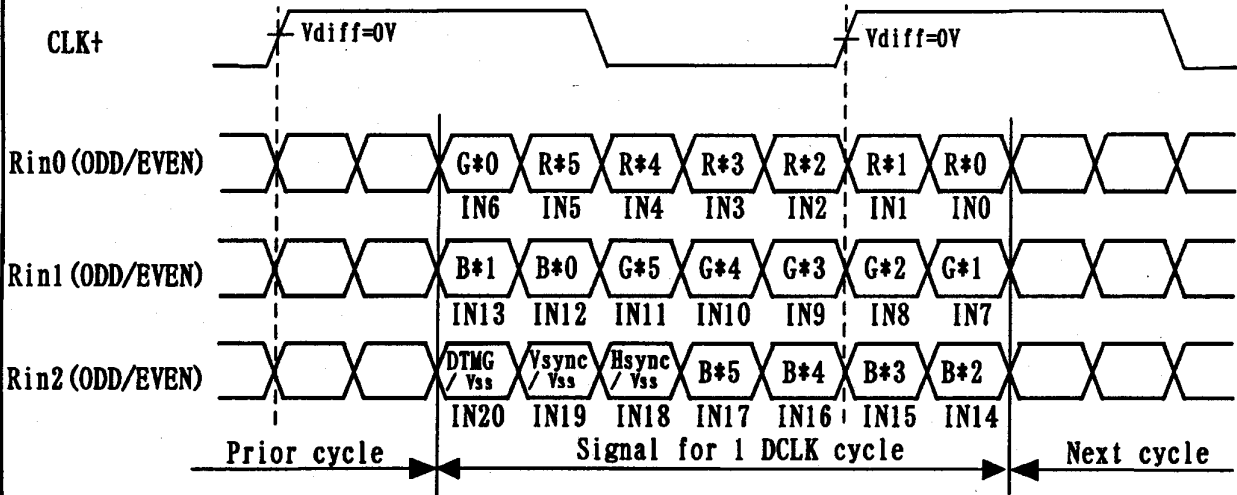 CLK+
Vdiff=0V Vdiff=0V
Rin0(ODD/EVEN) G*0 R*5 R*4 R*3 R*2 R*1 R*0
IN6 IN5 IN4 IN3 IN2 IN1 IN0
Rin1(ODD/EVEN) B*1 B*0 G*5 G*4 G*3 G*2 G*1
IN13 IN12 IN11 IN10 IN9 IN8 IN7
Rin2(ODD/EVEN) DTMG / Vss Vsync / Vss Hsync / Vss B*5 B*4 B*3 B*2
IN20 IN19 IN18 IN17 IN16 IN15 IN14
Prior cycle Signal for 1 DCLK cycle Next cycle